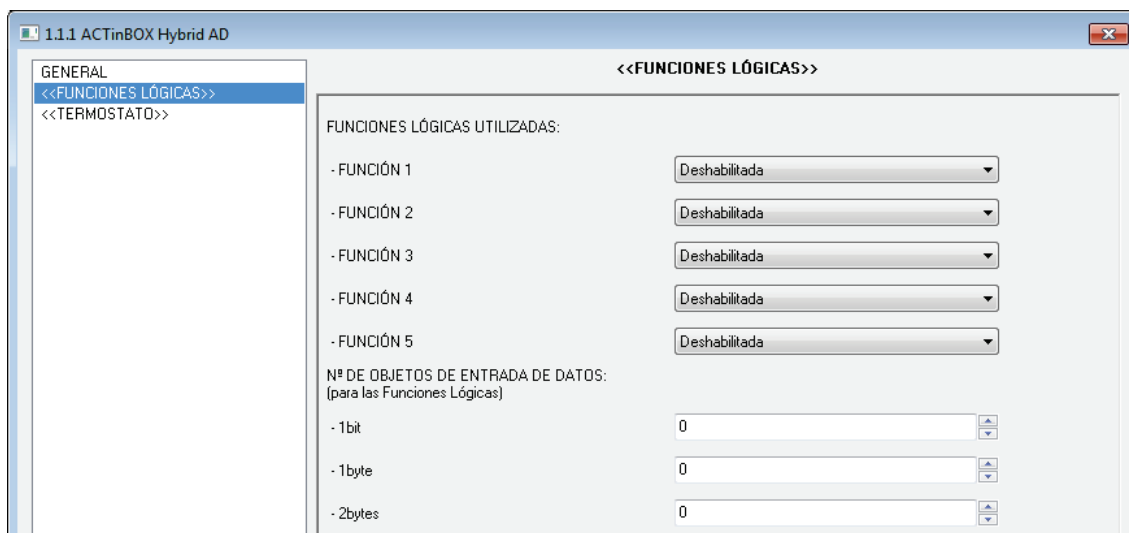 1.1.1 ACTinBOX Hybrid AD
GENERAL
<<FUNCIONES LÓGICAS>>
<<TERMOSTATO>>
<<FUNCIONES LÓGICAS>>
FUNCIONES LÓGICAS UTILIZADAS:
- FUNCIÓN 1 Deshabilitada
- FUNCIÓN 2 Deshabilitada
- FUNCIÓN 3 Deshabilitada
- FUNCIÓN 4 Deshabilitada
- FUNCIÓN 5 Deshabilitada
Nº DE OBJETOS DE ENTRADA DE DATOS:
(para las Funciones Lógicas)
- 1bit 0
- 1byte 0
- 2bytes 0